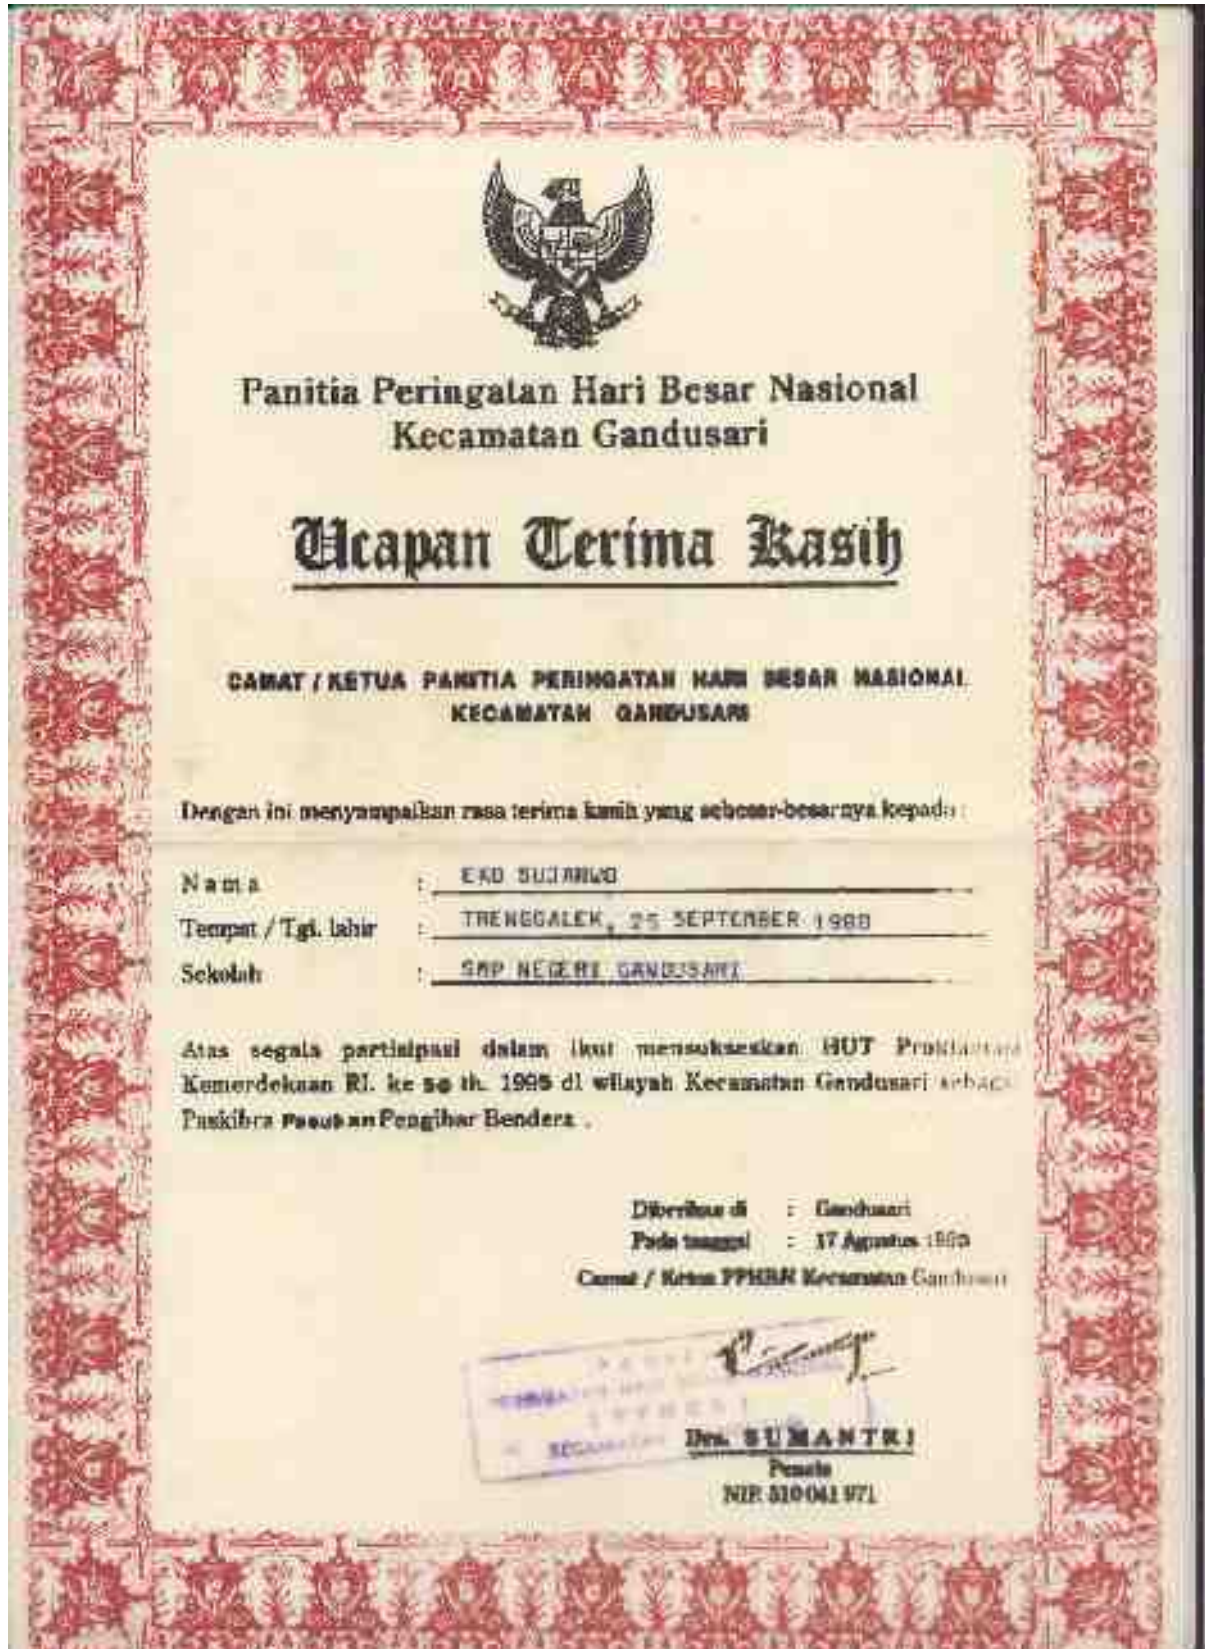 Panitia Peringatan Hari Besar Nasional
Kecamatan Gandusari
Ucapan Terima Kasih
CAMAT / KETUA PANITIA PERINGATAN HARI BESAR NASIONAL
KECAMATAN GANDUSARI
Dengan ini menyampaikan rasa terima kasih yang sebesar-besarnya kepada :
Nama : EKO SUJARWO
Tempat / Tgl. lahir : TRENGGALEK, 25 SEPTEMBER 1980
Sekolah : SMP NEGERI GANDUSARI
Atas segala partisipasi dalam ikut mensukseskan HUT Proklamasi
Kemerdekaan RI. ke 50 th. 1995 di wilayah Kecamatan Gandusari sebagai
Paskibra Pasukan Pengibar Bendera .
Diberikan di : Gandusari
Pada tanggal : 17 Agustus 1995
Camat / Ketua PPHBN Kecamatan Gandusari
KECAMATAN
Drs. SUMANTRI
Penata
NIP. 510 041 971